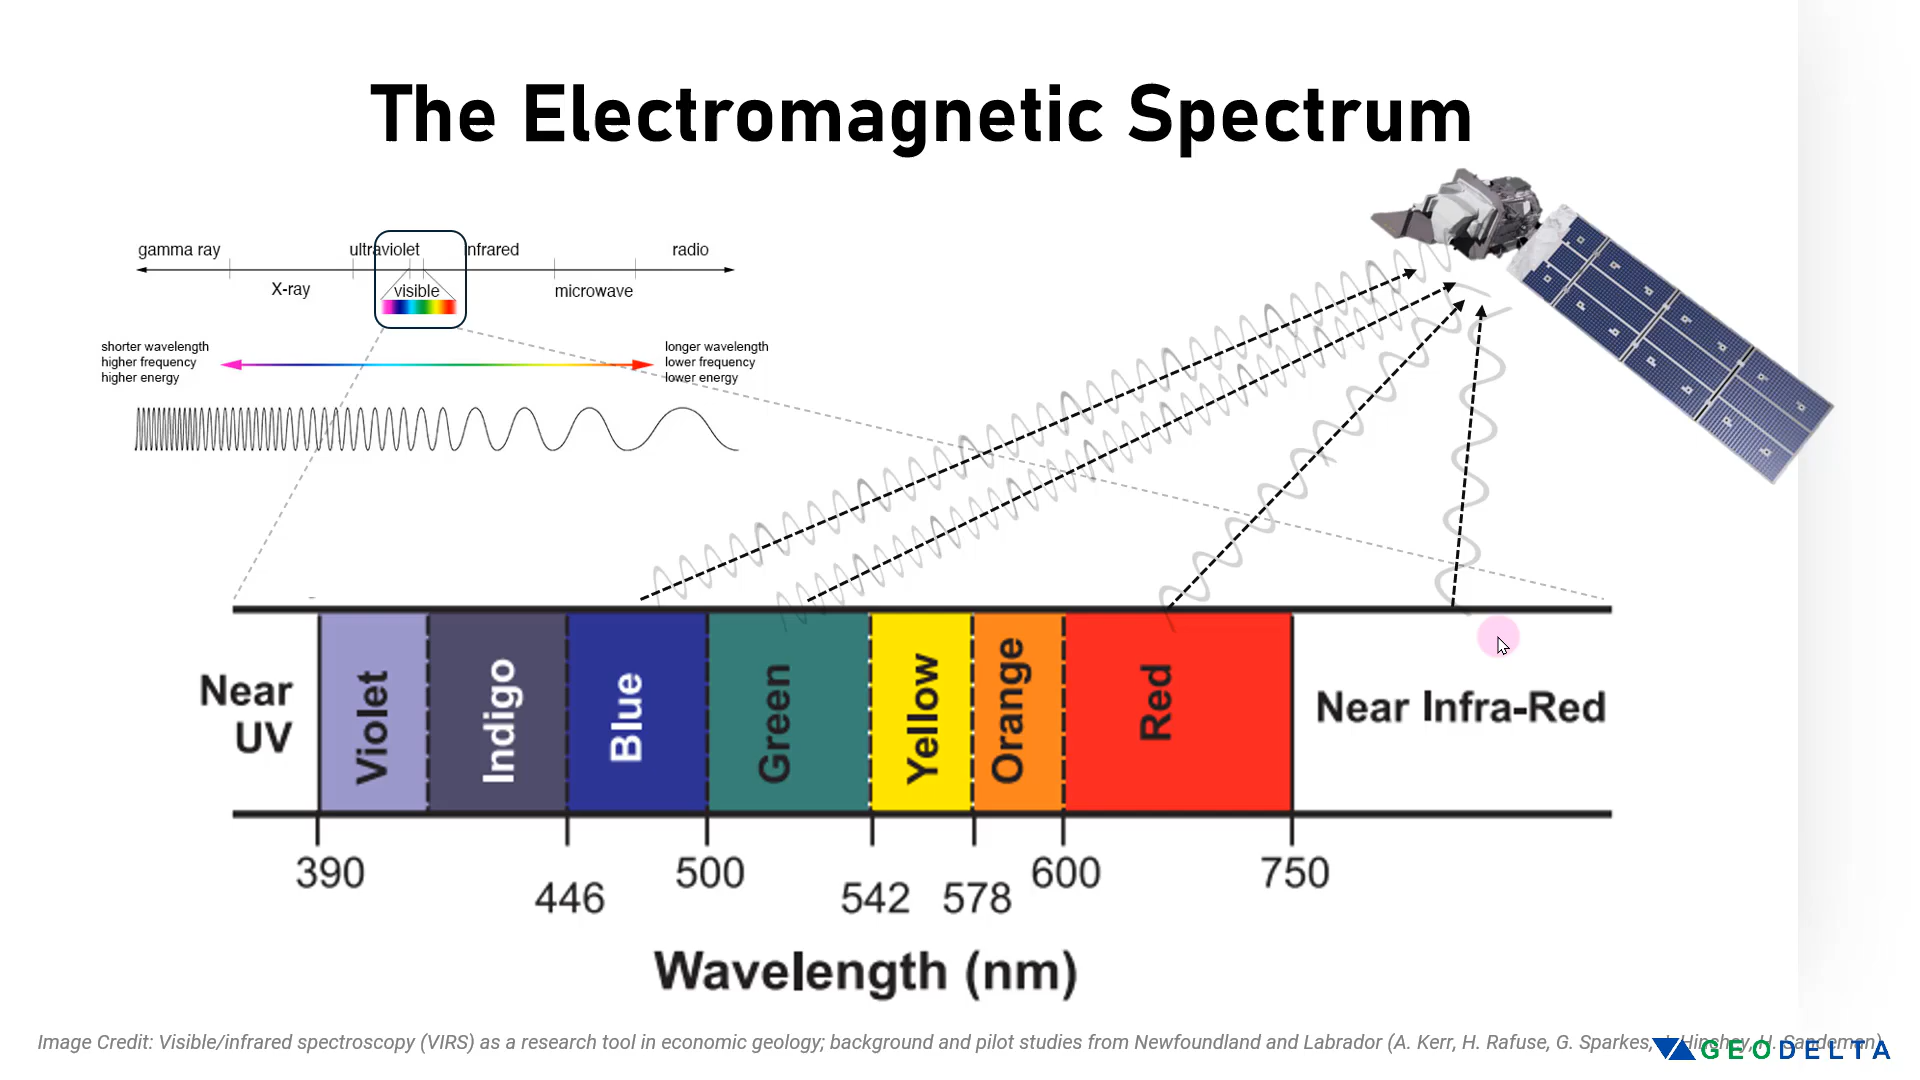 The Electromagnetic Spectrum
gamma ray
ultraviolet
infrared
radio
X-ray
visible
microwave
shorter wavelength
higher frequency
higher energy
longer wavelength
lower frequency
lower energy
Near
UV
Violet
Indigo
Blue
Green
Yellow
Orange
Red
Near Infra-Red
390
446
500
542
578
600
750
Wavelength (nm)
Image Credit: Visible/infrared spectroscopy (VIRS) as a research tool in economic geology; background and pilot studies from Newfoundland and Labrador (A. Kerr, H. Rafuse, G. Sparkes, J. Hinchey, H. Sandeman)
GEODELTA